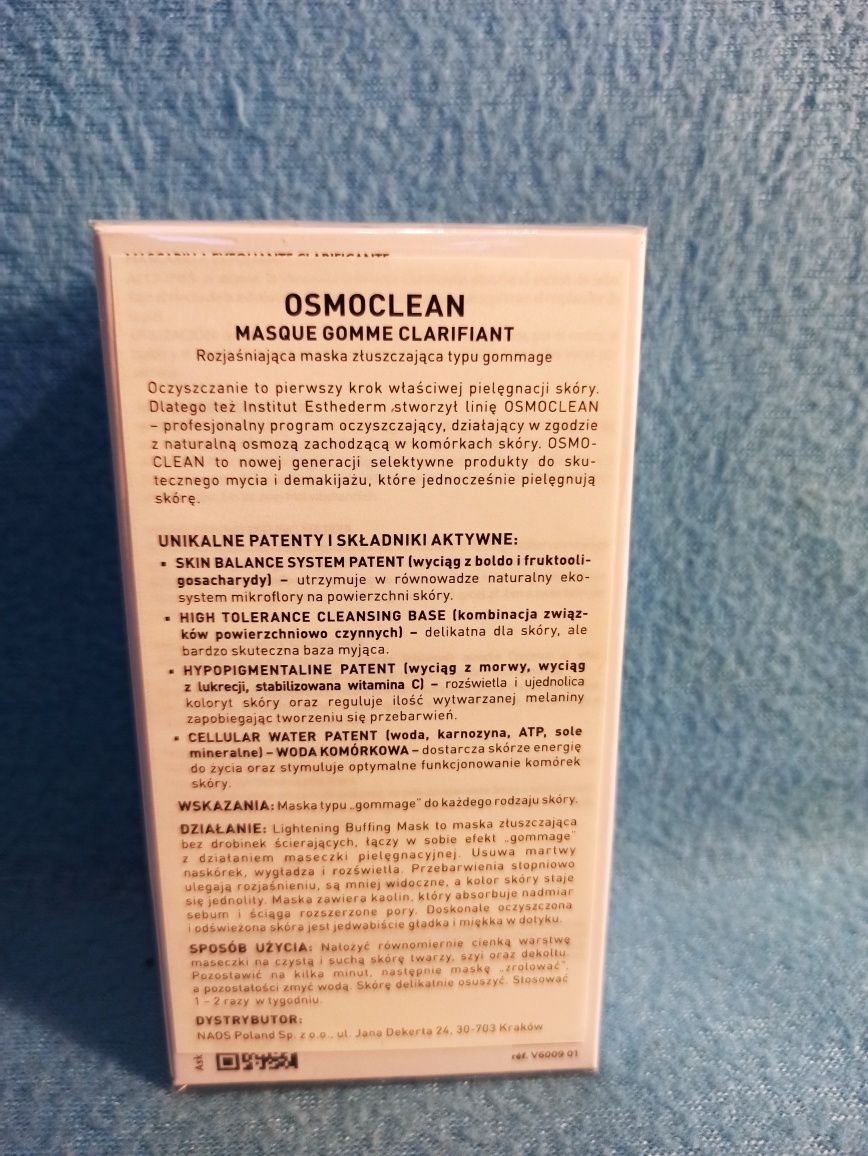 OSMOCLEAN
MASQUE GOMME CLARIFIANT
Rozjaśniająca maska złuszczająca typu gommage
Oczyszczanie to pierwszy krok właściwej pielęgnacji skóry.
Dlatego też Institut Esthederm stworzył linię OSMOCLEAN
– profesjonalny program oczyszczający, działający w zgodzie
z naturalną osmozą zachodzącą w komórkach skóry. OSMO-
CLEAN to nowej generacji selektywne produkty do sku-
tecznego mycia i demakijażu, które jednocześnie pielęgnują
skórę.
UNIKALNE PATENTY I SKŁADNIKI AKTYWNE:
▪ SKIN BALANCE SYSTEM PATENT (wyciąg z boldo i fruktooli-
gosacharydy) – utrzymuje w równowadze naturalny eko-
system mikroflory na powierzchni skóry.
▪ HIGH TOLERANCE CLEANSING BASE (kombinacja związ-
ków powierzchniowo czynnych) – delikatna dla skóry, ale
bardzo skuteczna baza myjąca.
▪ HYPOPIGMENTALINE PATENT (wyciąg z morwy, wyciąg
z lukrecji, stabilizowana witamina C) – rozświetla i ujednolica
koloryt skóry oraz reguluje ilość wytwarzanej melaniny
zapobiegając tworzeniu się przebarwień.
▪ CELLULAR WATER PATENT (woda, karnozyna, ATP, sole
mineralne) – WODA KOMÓRKOWA – dostarcza skórze energię
do życia oraz stymuluje optymalne funkcjonowanie komórek
skóry.
WSKAZANIA: Maska typu „gommage" do każdego rodzaju skóry.
DZIAŁANIE: Lightening Buffing Mask to maska złuszczająca
bez drobinek ścierających, łączy w sobie efekt „gommage"
z działaniem maseczki pielęgnacyjnej. Usuwa martwy
naskórek, wygładza i rozświetla. Przebarwienia stopniowo
ulegają rozjaśnieniu, są mniej widoczne, a kolor skóry staje
się jednolity. Maska zawiera kaolin, który absorbuje nadmiar
sebum i ściąga rozszerzone pory. Doskonale oczyszczona
i odświeżona skóra jest jedwabiście gładka i miękka w dotyku.
SPOSÓB UŻYCIA: Nałożyć równomiernie cienką warstwę
maseczki na czystą i suchą skórę twarzy, szyi oraz dekoltu.
Pozostawić na kilka minut, następnie maskę „zrolować",
a pozostałości zmyć wodą. Skórę delikatnie osuszyć. Stosować
1 – 2 razy w tygodniu.
DYSTRYBUTOR:
NAOS Poland Sp. z o.o., ul. Jana Dekerta 24, 30-703 Kraków
Ask
réf. V6009 01